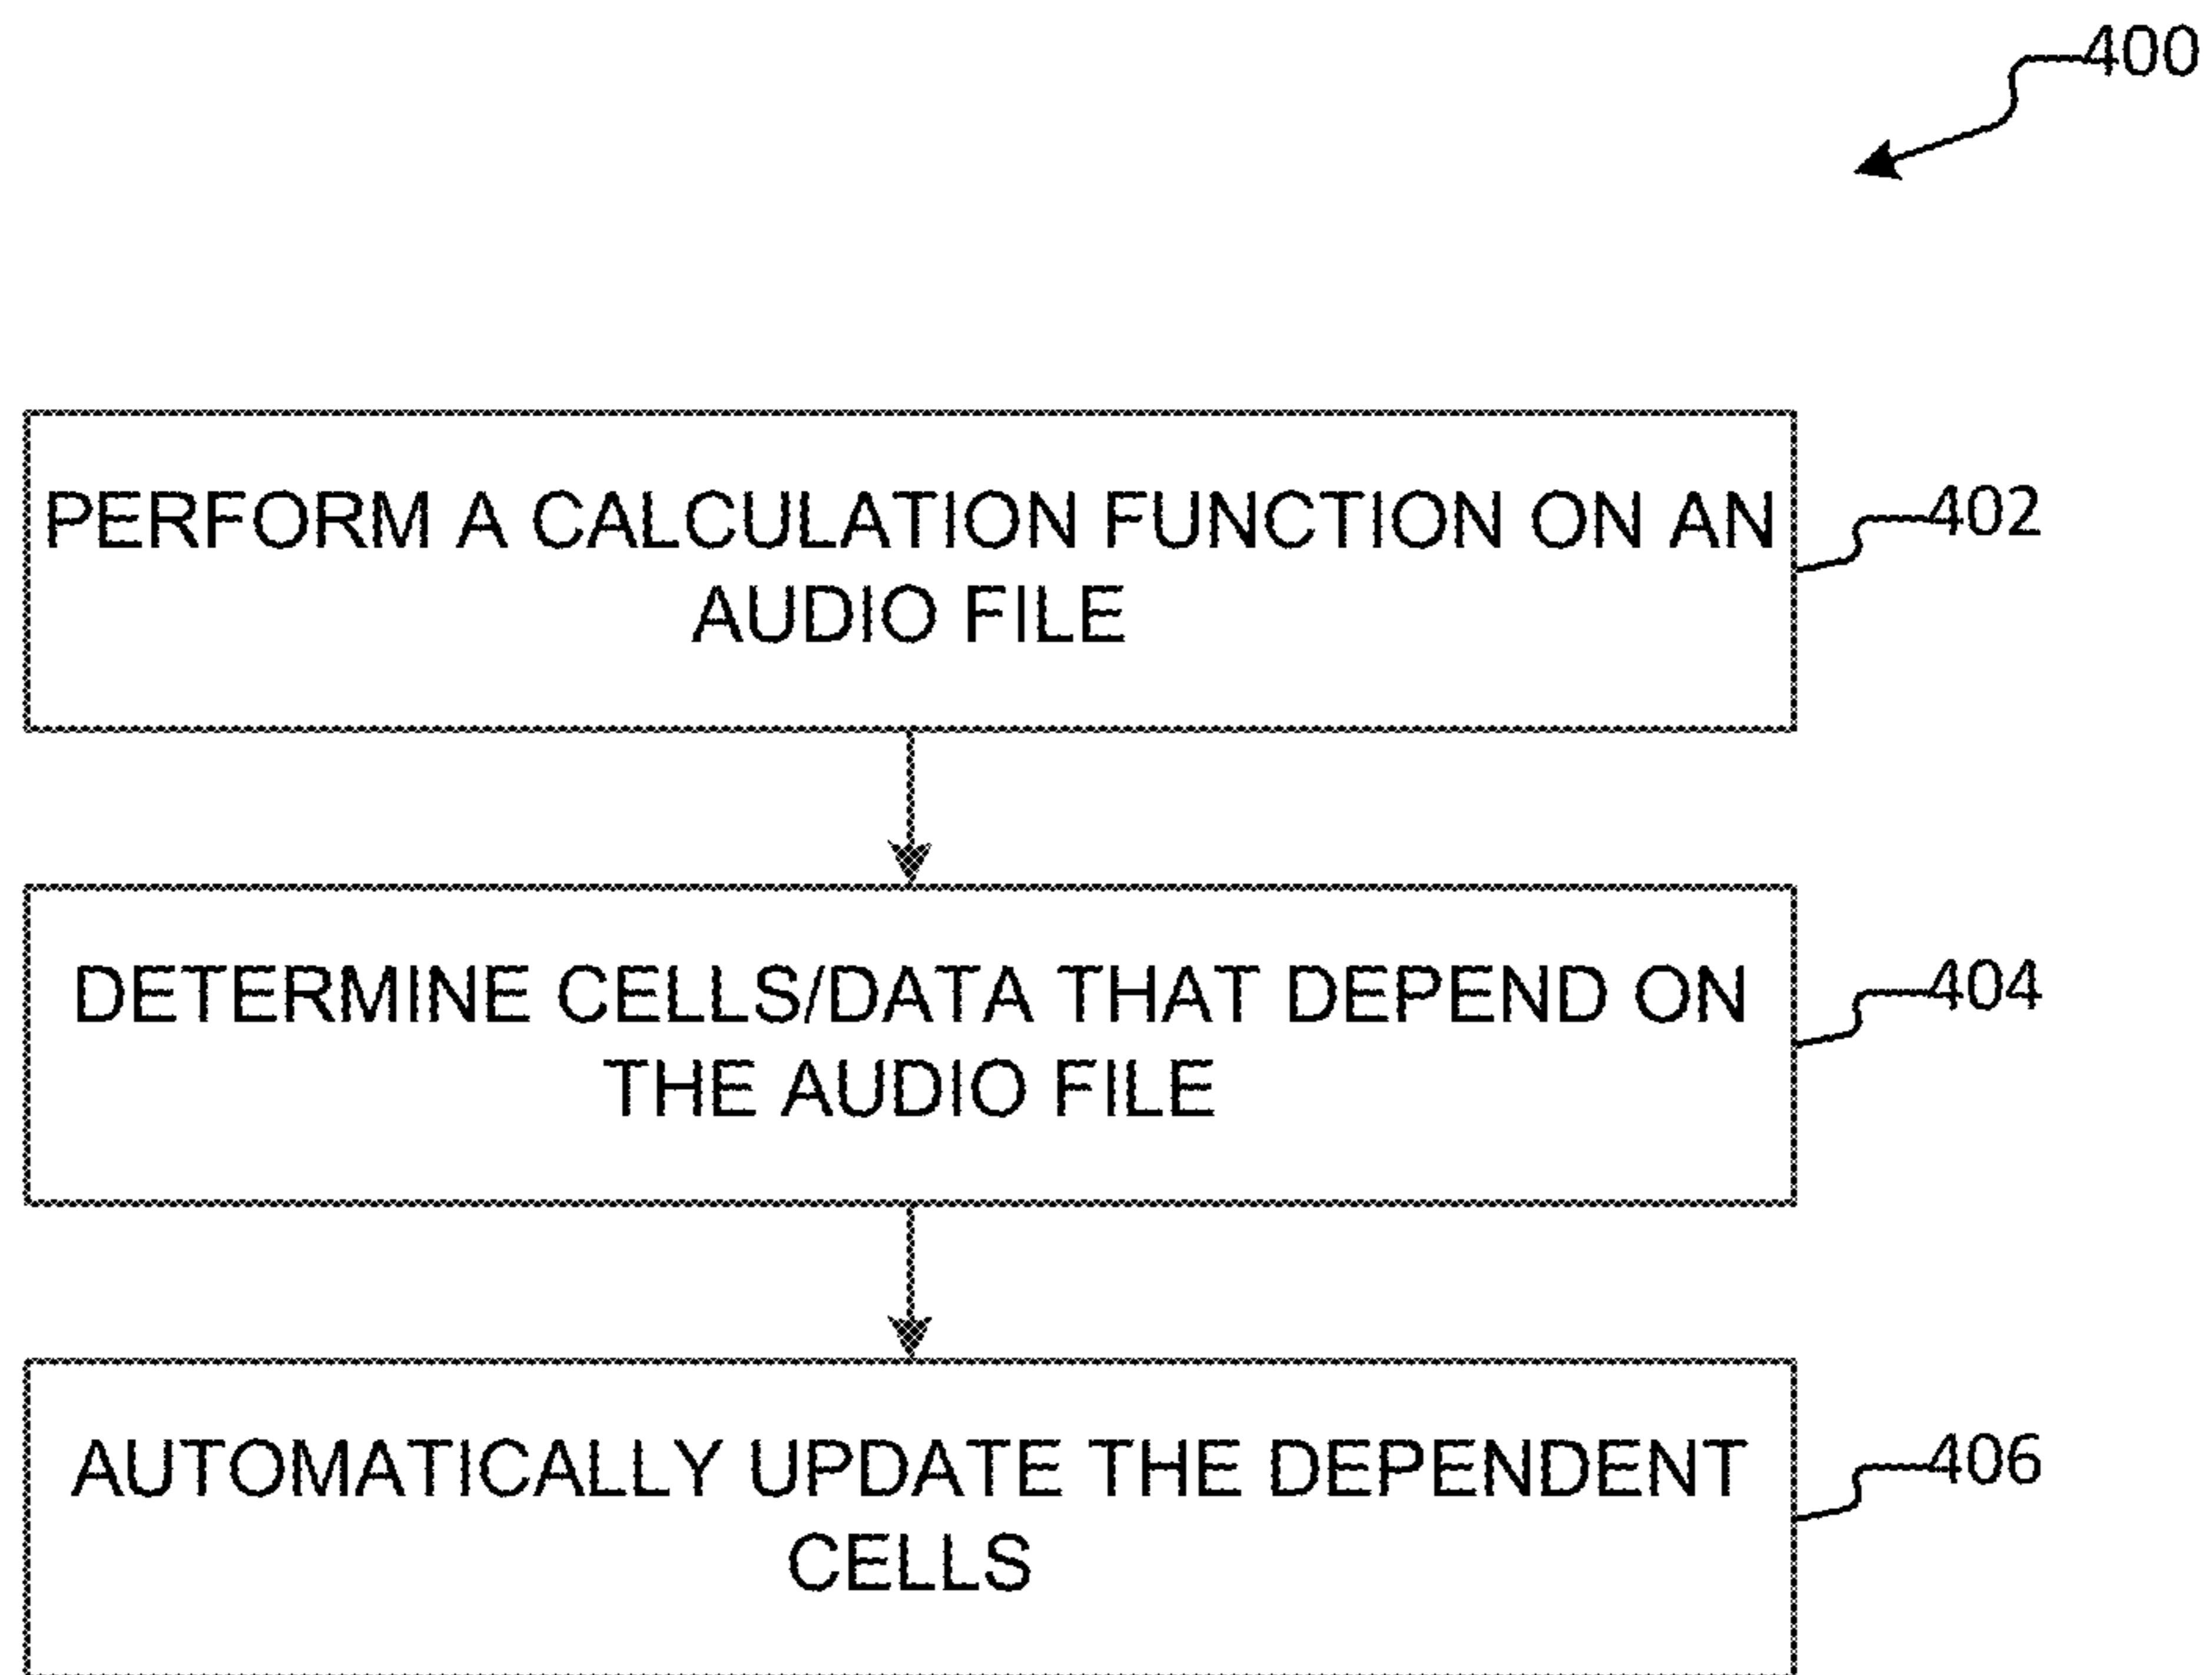 400
PERFORM A CALCULATION FUNCTION ON AN
AUDIO FILE
402
DETERMINE CELLS/DATA THAT DEPEND ON
THE AUDIO FILE
404
AUTOMATICALLY UPDATE THE DEPENDENT
CELLS
406